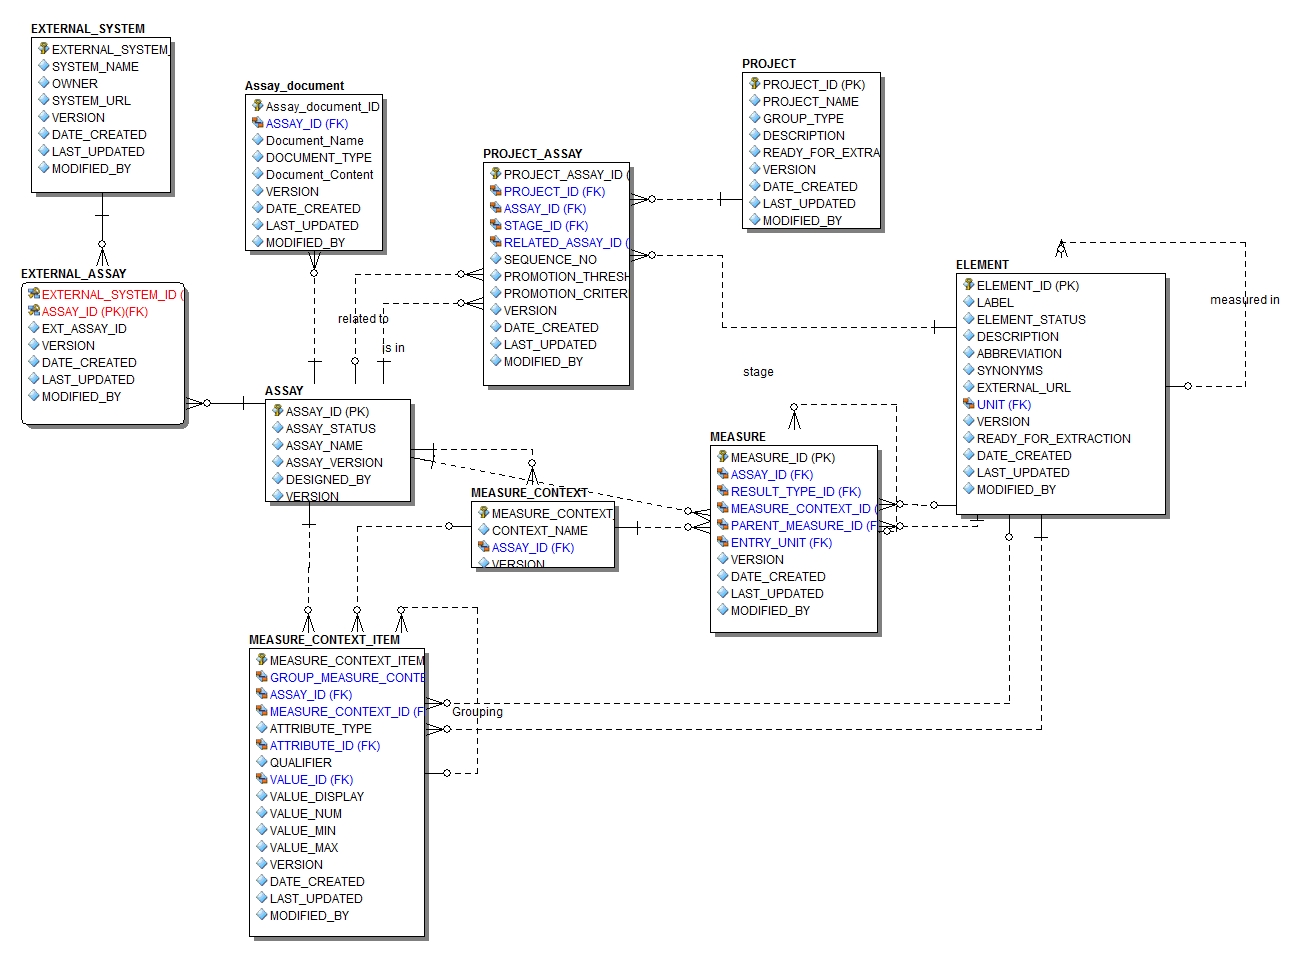 EXTERNAL_SYSTEM
EXTERNAL_SYSTEM_
SYSTEM_NAME
OWNER
SYSTEM_URL
VERSION
DATE_CREATED
LAST_UPDATED
MODIFIED_BY
Assay_document
Assay_document_ID
ASSAY_ID (FK)
Document_Name
DOCUMENT_TYPE
Document_Content
VERSION
DATE_CREATED
LAST_UPDATED
MODIFIED_BY
PROJECT
PROJECT_ID (PK)
PROJECT_NAME
GROUP_TYPE
DESCRIPTION
READY_FOR_EXTRA
VERSION
DATE_CREATED
LAST_UPDATED
MODIFIED_BY
PROJECT_ASSAY
PROJECT_ASSAY_ID (
PROJECT_ID (FK)
ASSAY_ID (FK)
STAGE_ID (FK)
RELATED_ASSAY_ID (
SEQUENCE_NO
PROMOTION_THRESH
PROMOTION_CRITER
VERSION
DATE_CREATED
LAST_UPDATED
MODIFIED_BY
EXTERNAL_ASSAY
EXTERNAL_SYSTEM_ID (
ASSAY_ID (PK)(FK)
EXT_ASSAY_ID
VERSION
DATE_CREATED
LAST_UPDATED
MODIFIED_BY
ELEMENT
ELEMENT_ID (PK)
LABEL
ELEMENT_STATUS
DESCRIPTION
ABBREVIATION
SYNONYMS
EXTERNAL_URL
UNIT (FK)
VERSION
READY_FOR_EXTRACTION
DATE_CREATED
LAST_UPDATED
MODIFIED_BY
measured in
related to
is in
stage
ASSAY
ASSAY_ID (PK)
ASSAY_STATUS
ASSAY_NAME
ASSAY_VERSION
DESIGNED_BY
VERSION
MEASURE
MEASURE_ID (PK)
ASSAY_ID (FK)
RESULT_TYPE_ID (FK)
MEASURE_CONTEXT_ID (
PARENT_MEASURE_ID (F
ENTRY_UNIT (FK)
VERSION
DATE_CREATED
LAST_UPDATED
MODIFIED_BY
MEASURE_CONTEXT
MEASURE_CONTEXT_
CONTEXT_NAME
ASSAY_ID (FK)
VERSION
MEASURE_CONTEXT_ITEM
MEASURE_CONTEXT_ITEM
GROUP_MEASURE_CONTE
ASSAY_ID (FK)
MEASURE_CONTEXT_ID (F
ATTRIBUTE_TYPE
ATTRIBUTE_ID (FK)
QUALIFIER
VALUE_ID (FK)
VALUE_DISPLAY
VALUE_NUM
VALUE_MIN
VALUE_MAX
VERSION
DATE_CREATED
LAST_UPDATED
MODIFIED_BY
Grouping